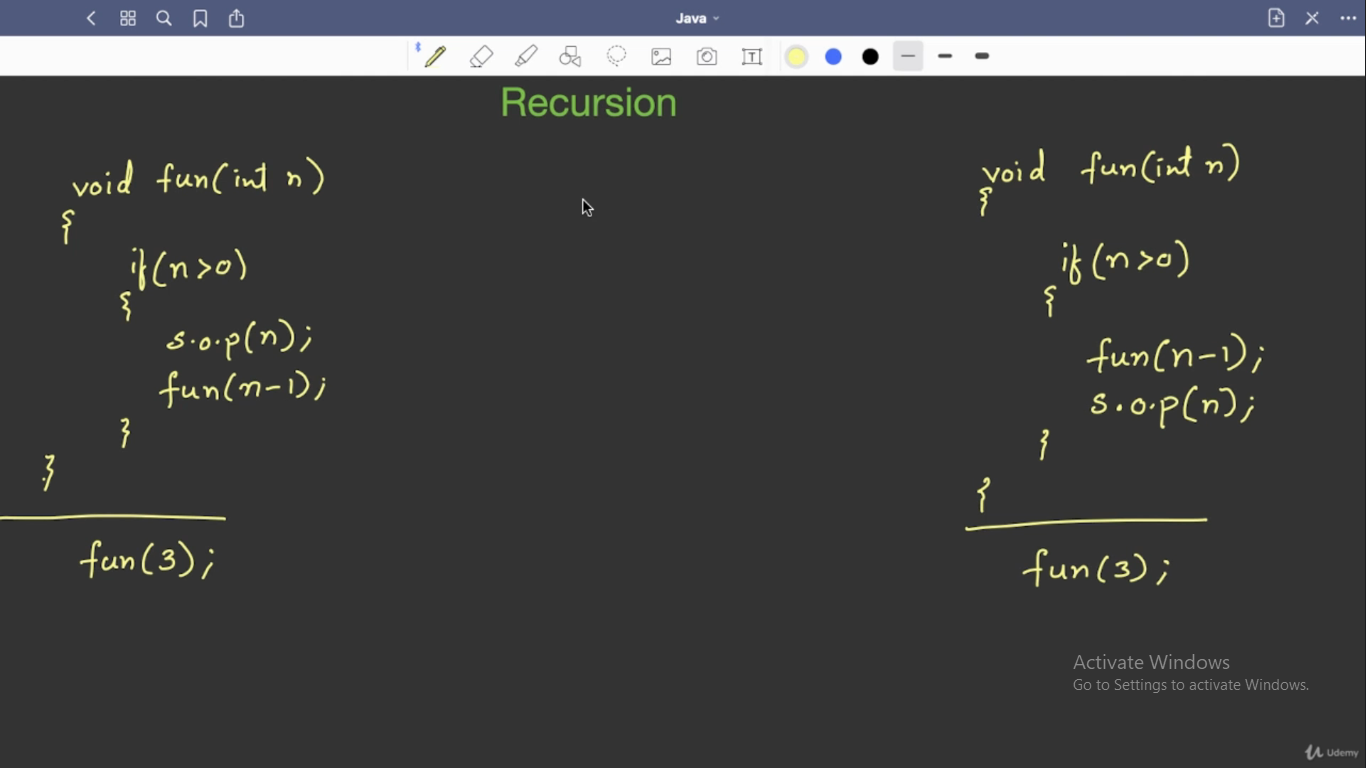 Java
T
Recursion
void fun(int n)
{
if(n>0)
{
s.o.p(n);
fun(n-1);
}
}
fun(3);
void fun(int n)
{
if(n>0)
{
fun(n-1);
s.o.p(n);
}
{
fun(3);
Activate Windows
Go to Settings to activate Windows.
Udemy